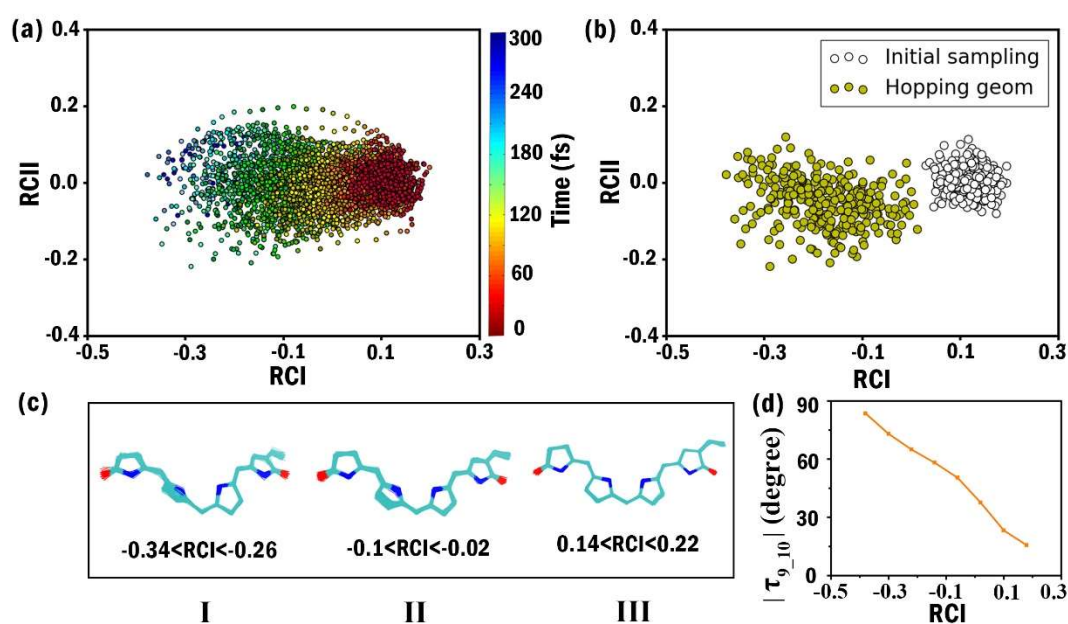 (a)
0.4
0.2
0.0
-0.2
-0.4
RCII
-0.5
-0.3
-0.1
0.1
0.3
RCI
300
240
180
120
60
0
Time (fs)
(b)
0.4
0.2
0.0
-0.2
-0.4
RCII
Initial sampling
Hopping geom
-0.5
-0.3
-0.1
0.1
0.3
RCI
(c)
-0.34<RCI<-0.26
-0.1<RCI<-0.02
0.14<RCI<0.22
I
II
III
(d)
90
60
30
0
|τ9_10| (degree)
-0.5
-0.3
-0.1
0.1
0.3
RCI